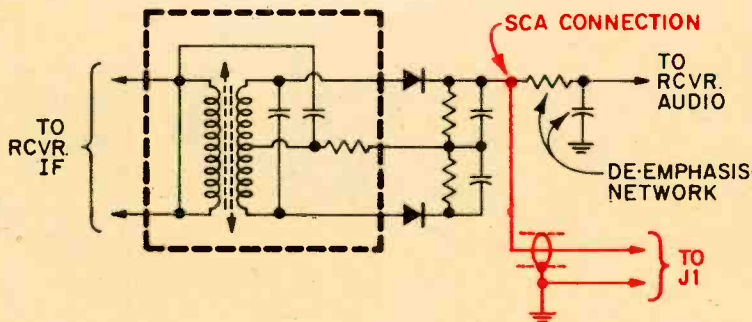 SCA CONNECTION
TO
RCVR.
IF
TO
RCVR.
AUDIO
DE-EMPHASIS
NETWORK
TO
J1